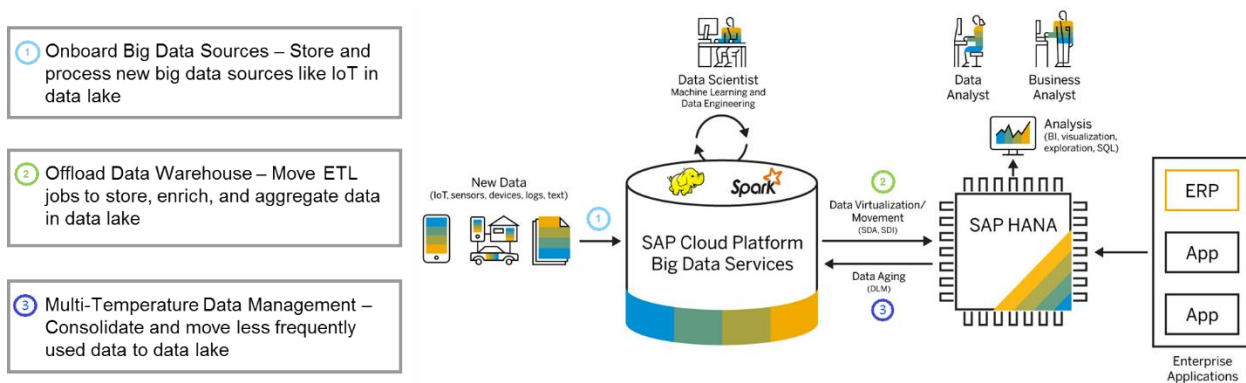 1 Onboard Big Data Sources – Store and
process new big data sources like IoT in
data lake
2 Offload Data Warehouse – Move ETL
jobs to store, enrich, and aggregate data
in data lake
3 Multi-Temperature Data Management –
Consolidate and move less frequently
used data to data lake
Data Scientist
Machine Learning and
Data Engineering
Data
Analyst
Business
Analyst
Analysis
(BI, visualization,
exploration, SQL)
New Data
(IoT, sensors, devices, logs, text)
1
Spark
SAP Cloud Platform
Big Data Services
2
Data Virtualization/
Movement
(SDA, SDI)
Data Aging
(DLM)
3
SAP HANA
ERP
App
App
Enterprise
Applications